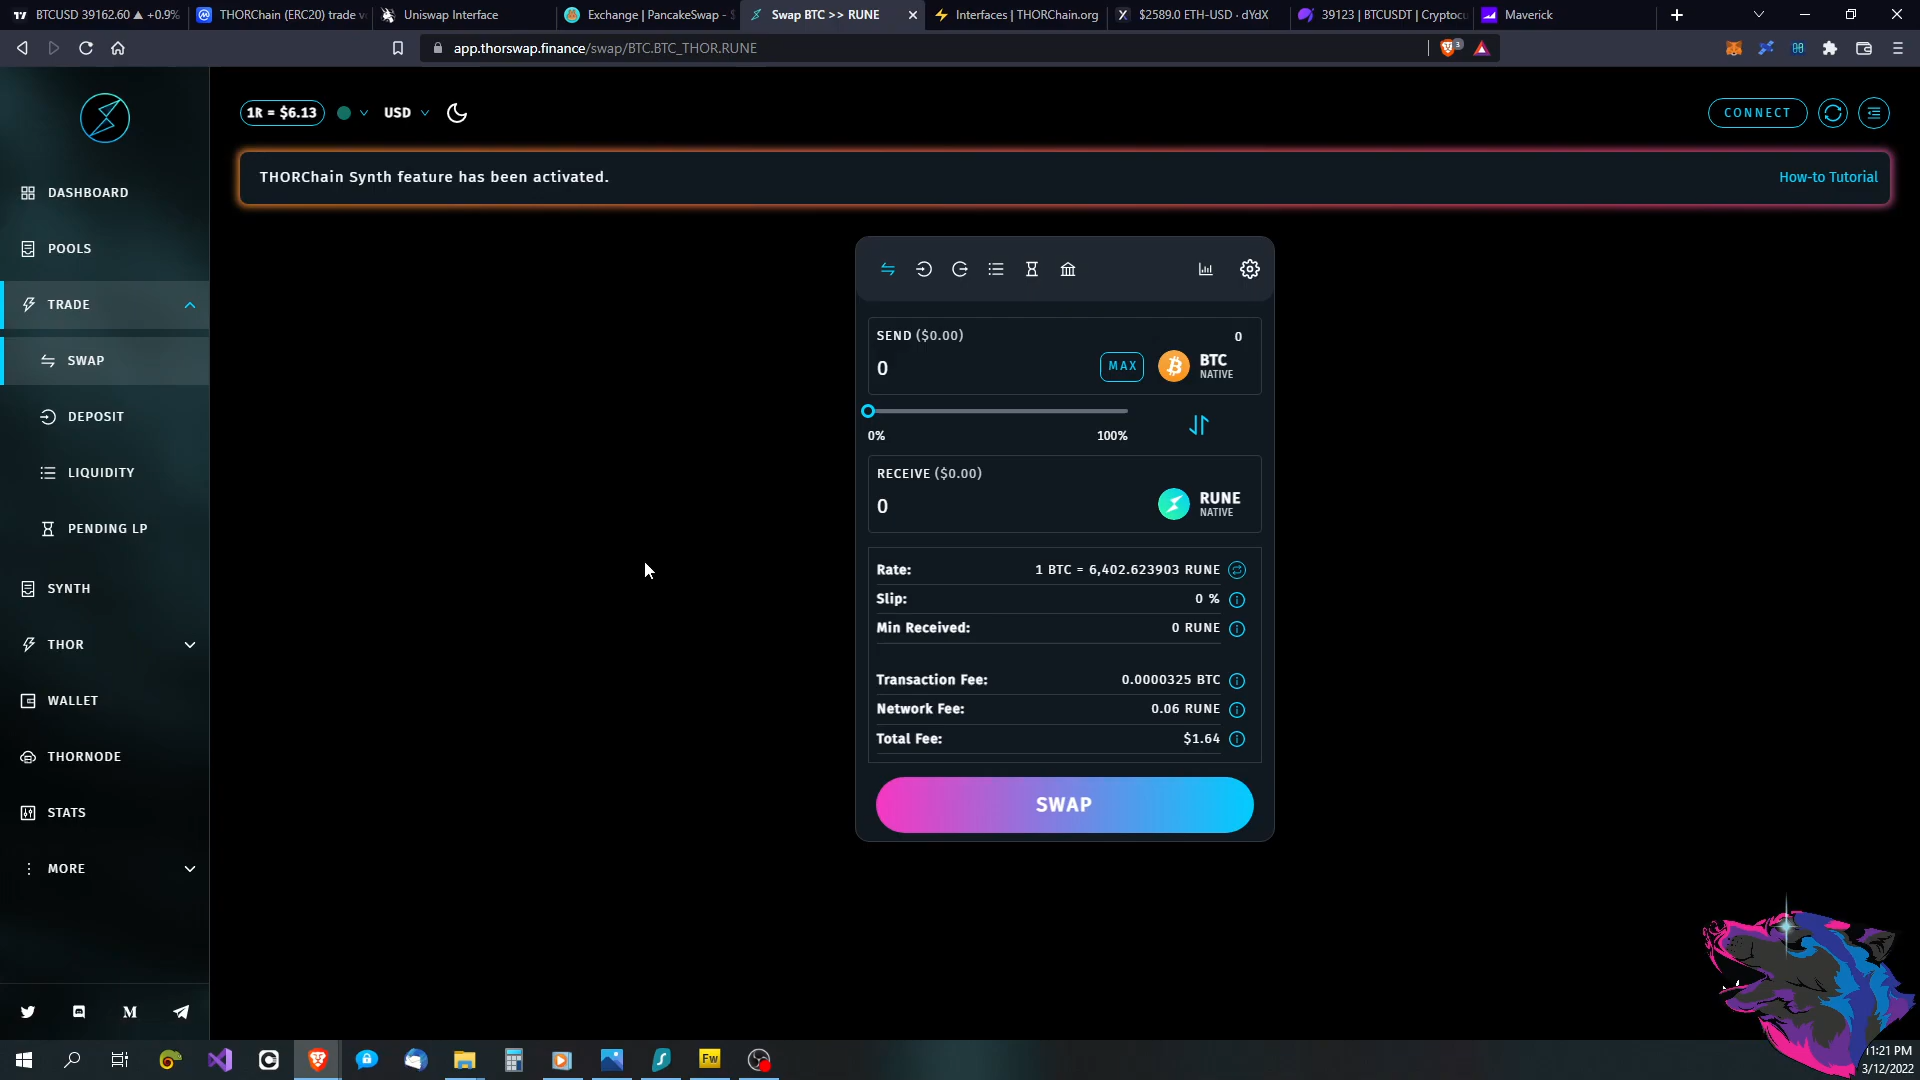 BTCUSD 39162.60 ▲ +0.9%
THORChain (ERC20) trade v
Uniswap Interface
Exchange | PancakeSwap - $
Swap BTC >> RUNE
Interfaces | THORChain.org
$2589.0 ETH-USD · dYdX
39123 | BTCUSDT | Cryptocu
Maverick
app.thorswap.finance/swap/BTC.BTC_THOR.RUNE
3
1R = $6.13
USD
CONNECT
THORChain Synth feature has been activated.
How-to Tutorial
DASHBOARD
POOLS
TRADE
SWAP
DEPOSIT
LIQUIDITY
PENDING LP
SYNTH
THOR
WALLET
THORNODE
STATS
MORE
SEND ($0.00)
0
0
MAX
BTC
NATIVE
0%
100%
RECEIVE ($0.00)
0
RUNE
NATIVE
Rate:
1 BTC = 6,402.623903 RUNE
Slip:
0 %
Min Received:
0 RUNE
Transaction Fee:
0.0000325 BTC
Network Fee:
0.06 RUNE
Total Fee:
$1.64
SWAP
M
Fw
11:21 PM
3/12/2022